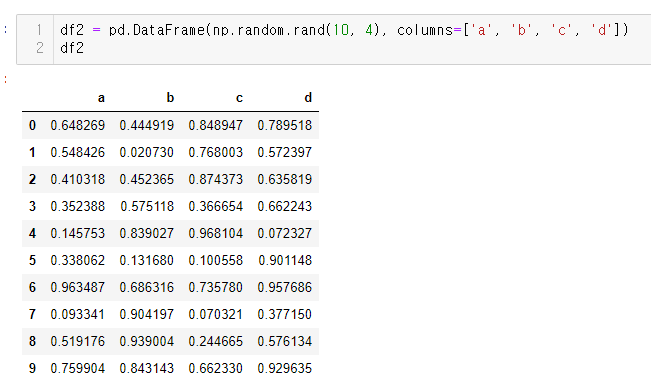 1 df2 = pd.DataFrame(np.random.rand(10, 4), columns=['a', 'b', 'c', 'd'])
2 df2
a b c d
0 0.648269 0.444919 0.848947 0.789518
1 0.548426 0.020730 0.768003 0.572397
2 0.410318 0.452365 0.874373 0.635819
3 0.352388 0.575118 0.366654 0.662243
4 0.145753 0.839027 0.968104 0.072327
5 0.338062 0.131680 0.100558 0.901148
6 0.963487 0.686316 0.735780 0.957686
7 0.093341 0.904197 0.070321 0.377150
8 0.519176 0.939004 0.244665 0.576134
9 0.759904 0.843143 0.662330 0.929635